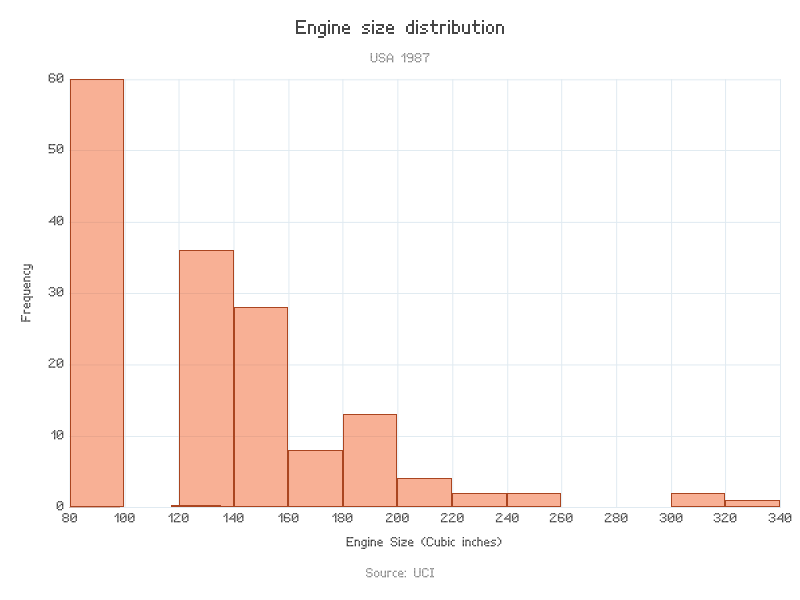 Engine size distribution
USA 1987
60
50
40
30
20
10
0
Frequency
80 100 120 140 160 180 200 220 240 260 280 300 320 340
Engine Size (Cubic inches)
Source: UCI